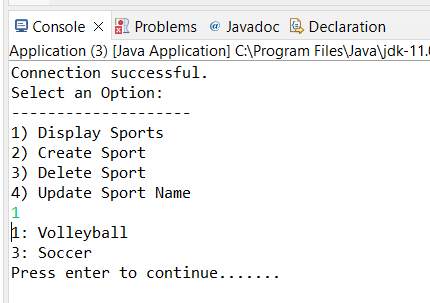 Console Problems @ Javadoc Declaration
Application (3) [Java Application] C:\Program Files\Java\jdk-11.0
Connection successful.
Select an Option:
-------------------
1) Display Sports
2) Create Sport
3) Delete Sport
4) Update Sport Name
1
1: Volleyball
3: Soccer
Press enter to continue.......